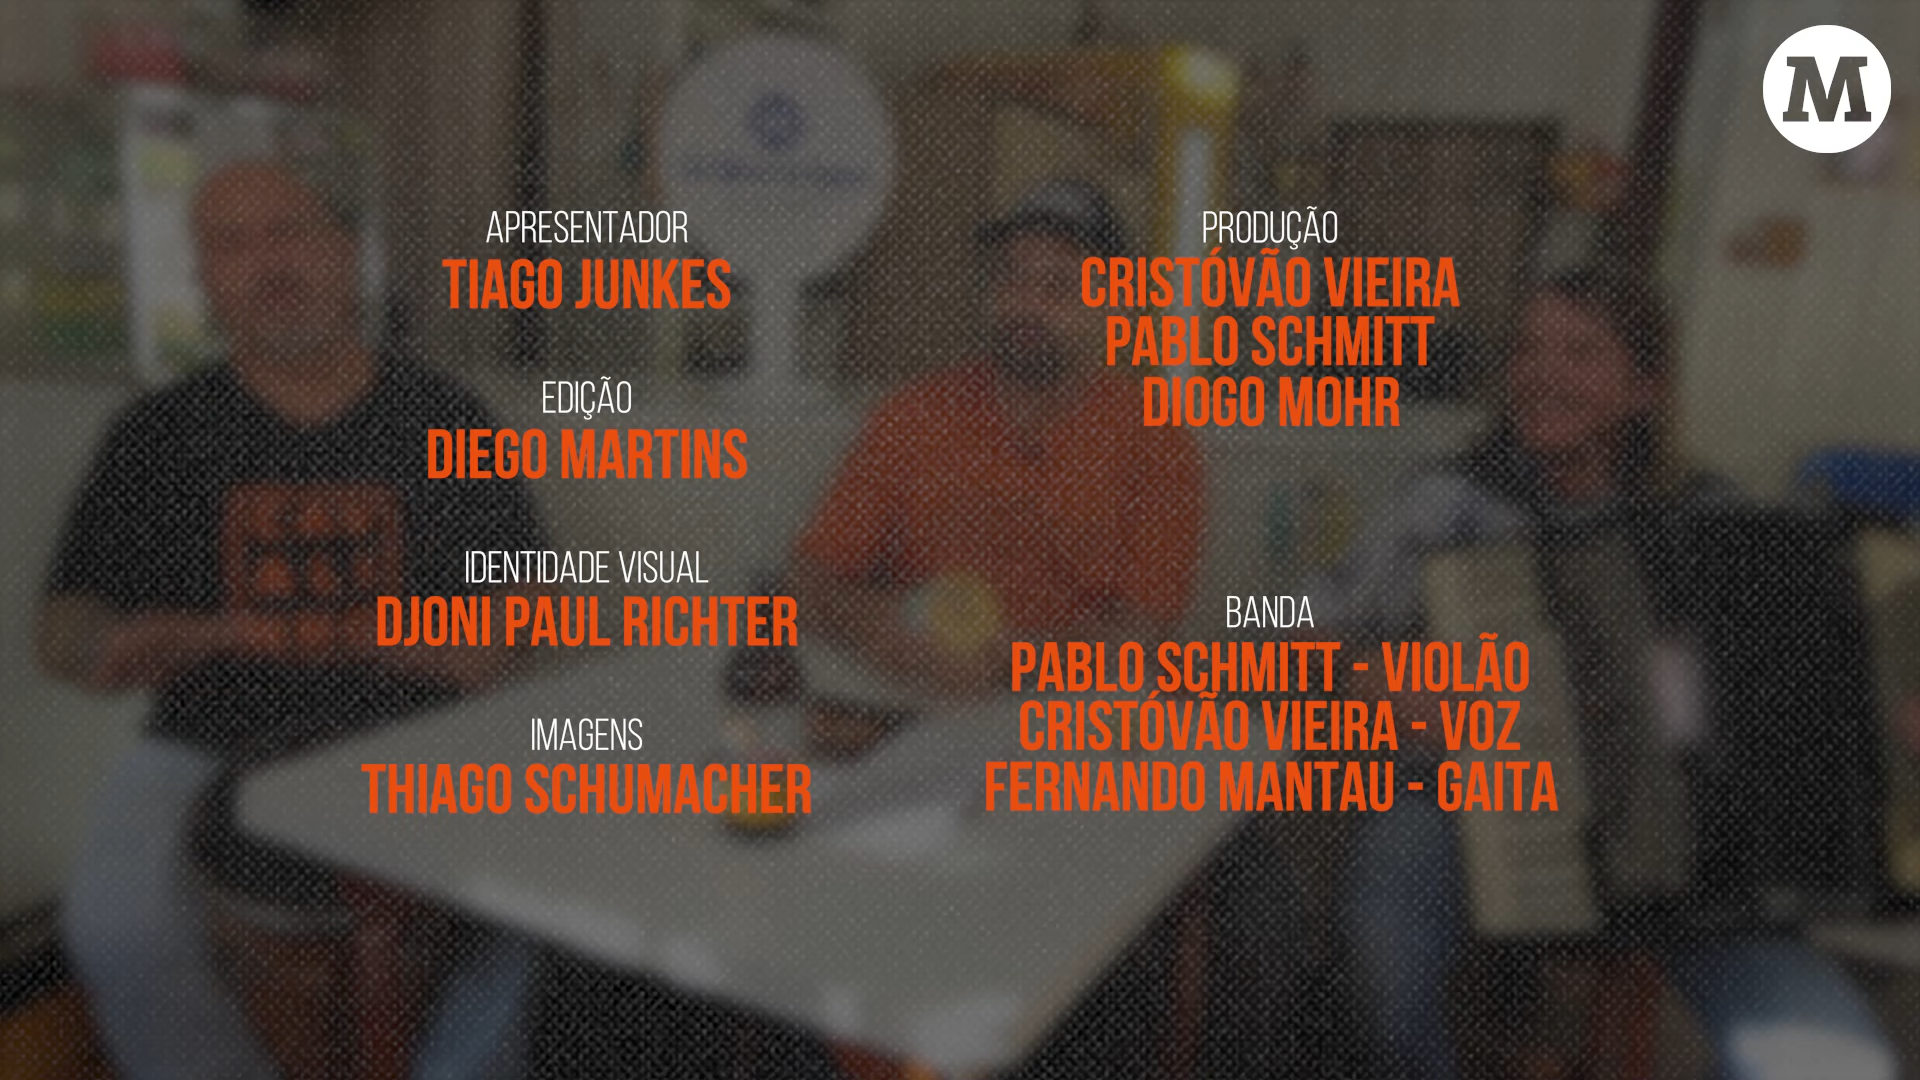 M
APRESENTADOR
TIAGO JUNKES
EDIÇÃO
DIEGO MARTINS
IDENTIDADE VISUAL
DJONI PAUL RICHTER
IMAGENS
THIAGO SCHUMACHER
PRODUÇÃO
CRISTÓVÃO VIEIRA
PABLO SCHMITT
DIOGO MOHR
BANDA
PABLO SCHMITT - VIOLÃO
CRISTÓVÃO VIEIRA - VOZ
FERNANDO MANTAU - GAITA